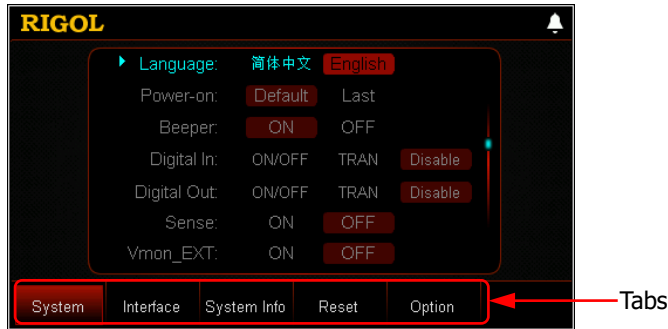 RIGOL
Language: 简体中文 English
Power-on: Default Last
Beeper: ON OFF
Digital In: ON/OFF TRAN Disable
Digital Out: ON/OFF TRAN Disable
Sense: ON OFF
Vmon_EXT: ON OFF
System Interface System Info Reset Option
Tabs